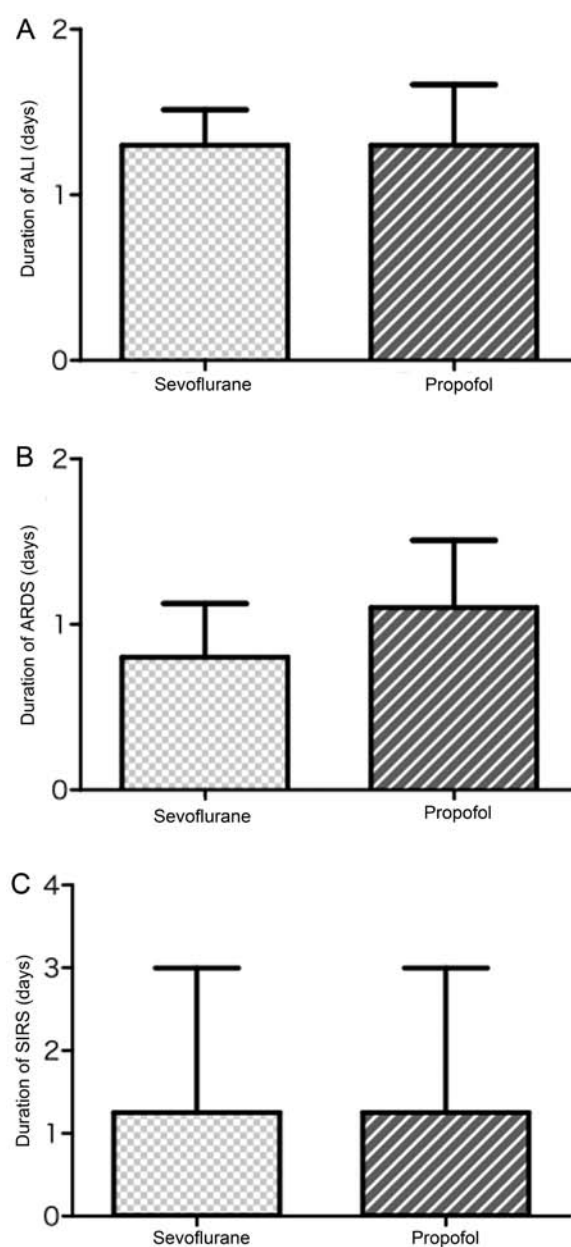 A
Duration of ALI (days)
2
1
0
Sevoflurane
Propofol
B
Duration of ARDS (days)
2
1
0
Sevoflurane
Propofol
C
Duration of SIRS (days)
4
3
2
1
0
Sevoflurane
Propofol